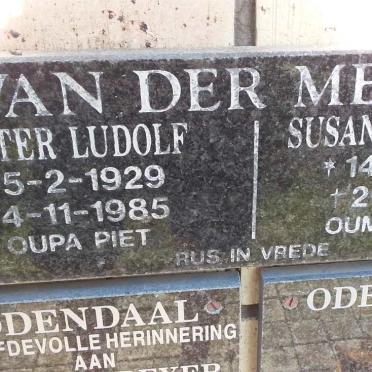 VAN DER ME
TER LUDOLF
5-2-1929
4-11-1985
OUPA PIET
SUSAN
* 14
† 2
OUM
RUS IN VREDE
ODENDAAL
FDEVOLLE HERINNERING
AAN
EYER
ODE